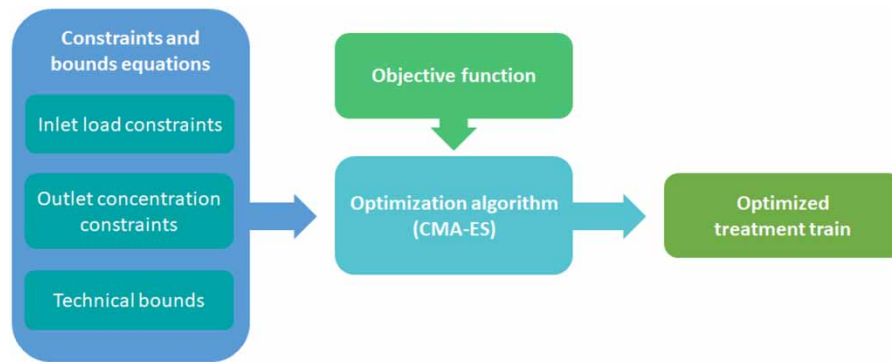 Constraints and
bounds equations
Inlet load constraints
Outlet concentration
constraints
Technical bounds
Objective function
Optimization algorithm
(CMA-ES)
Optimized
treatment train